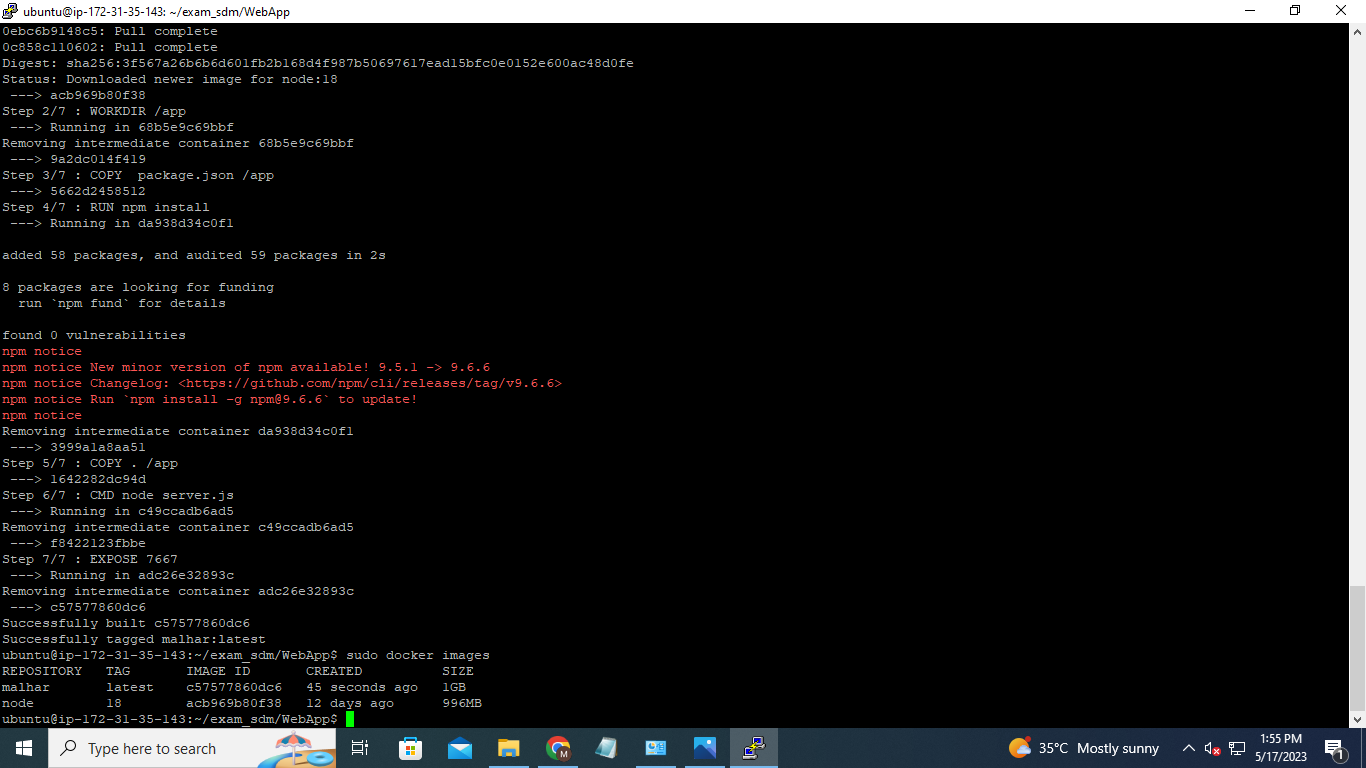 ubuntu@ip-172-31-35-143: ~/exam_sdm/WebApp
0ebc6b9148c5: Pull complete
0c858c110602: Pull complete
Digest: sha256:3f567a26b6b6d601fb2b168d4f987b50697617ead15bfc0e0152e600ac48d0fe
Status: Downloaded newer image for node:18
 ---> acb969b80f38
Step 2/7 : WORKDIR /app
 ---> Running in 68b5e9c69bbf
Removing intermediate container 68b5e9c69bbf
 ---> 9a2dc014f419
Step 3/7 : COPY  package.json /app
 ---> 5662d2458512
Step 4/7 : RUN npm install
 ---> Running in da938d34c0f1
added 58 packages, and audited 59 packages in 2s
8 packages are looking for funding
  run `npm fund` for details
found 0 vulnerabilities
npm notice
npm notice New minor version of npm available! 9.5.1 -> 9.6.6
npm notice Changelog: <https://github.com/npm/cli/releases/tag/v9.6.6>
npm notice Run `npm install -g npm@9.6.6` to update!
npm notice
Removing intermediate container da938d34c0f1
 ---> 3999a1a8aa51
Step 5/7 : COPY . /app
 ---> 1642282dc94d
Step 6/7 : CMD node server.js
 ---> Running in c49ccadb6ad5
Removing intermediate container c49ccadb6ad5
 ---> f8422123fbbe
Step 7/7 : EXPOSE 7667
 ---> Running in adc26e32893c
Removing intermediate container adc26e32893c
 ---> c57577860dc6
Successfully built c57577860dc6
Successfully tagged malhar:latest
ubuntu@ip-172-31-35-143:~/exam_sdm/WebApp$ sudo docker images
REPOSITORY   TAG       IMAGE ID       CREATED          SIZE
malhar       latest    c57577860dc6   45 seconds ago   1GB
node         18        acb969b80f38   12 days ago      996MB
ubuntu@ip-172-31-35-143:~/exam_sdm/WebApp$
Type here to search
M
35°C Mostly sunny
1:55 PM
5/17/2023
1